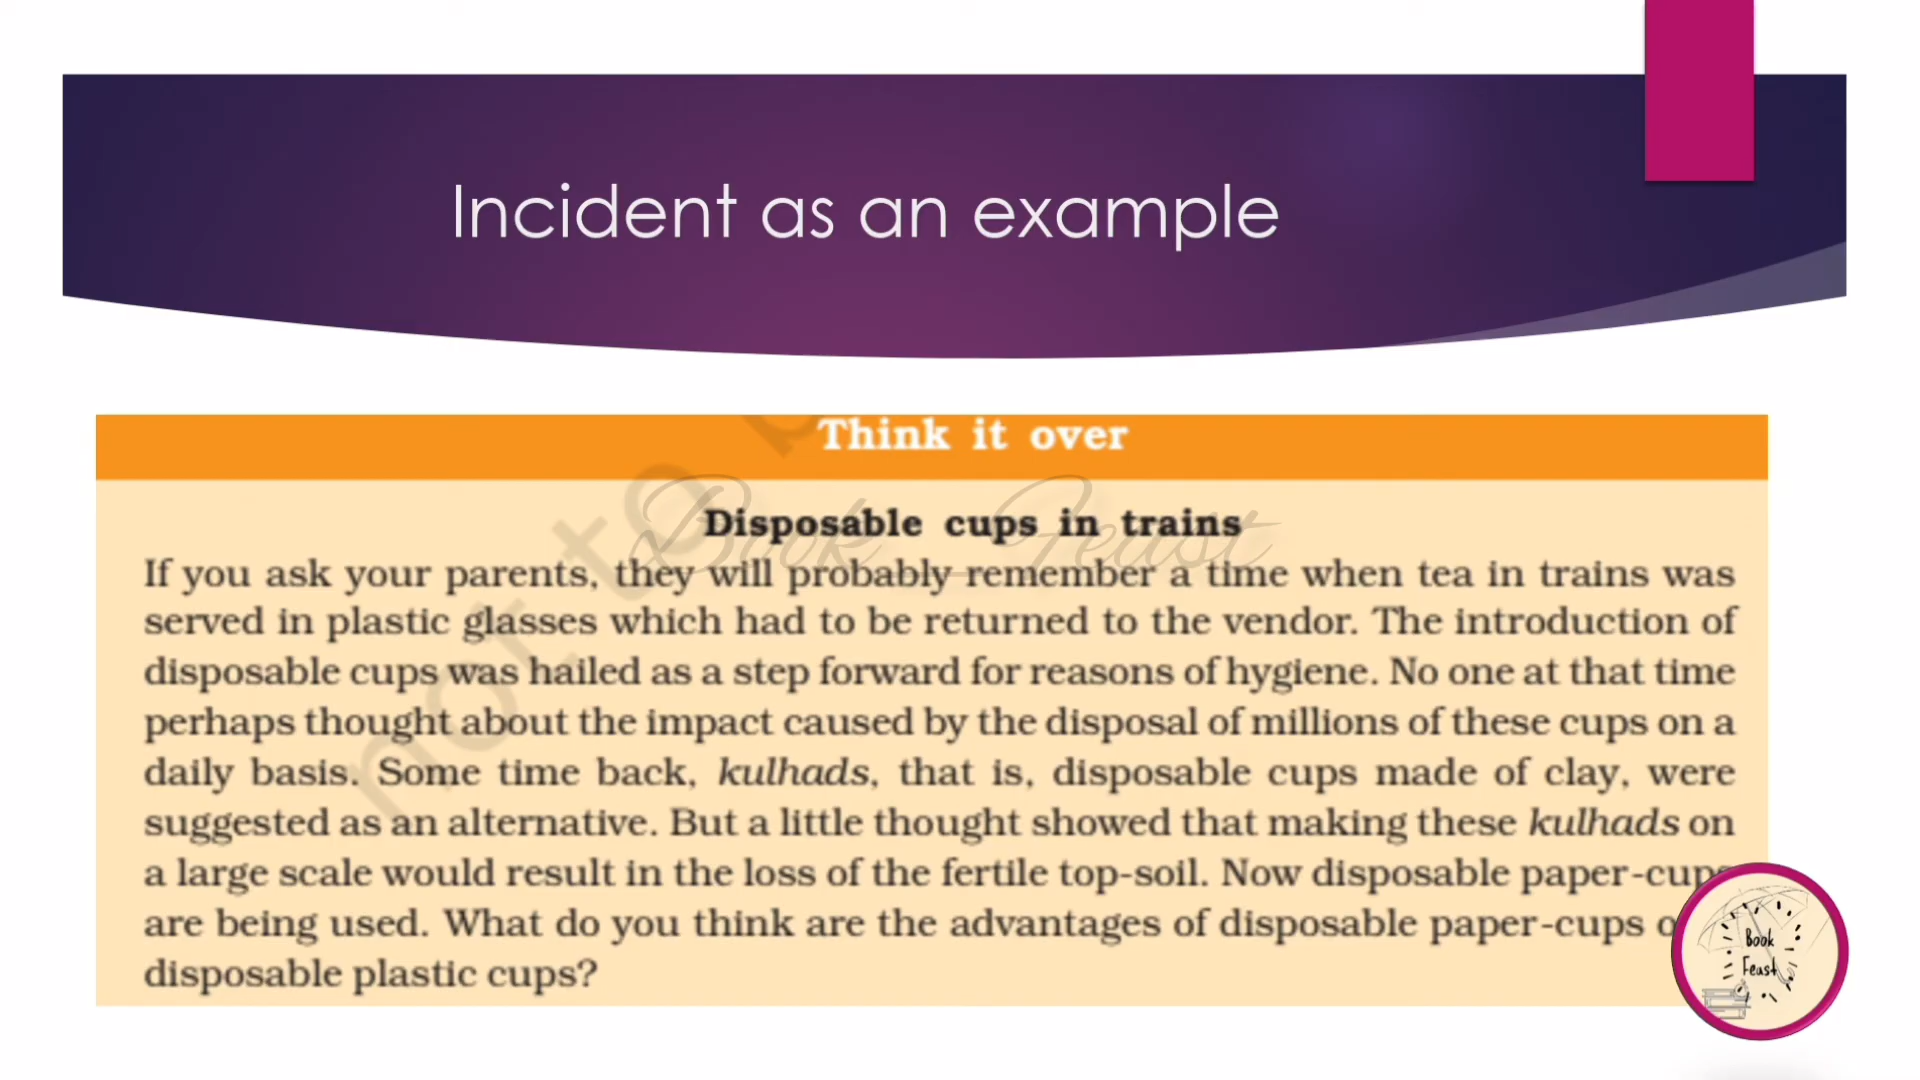 Incident as an example
Think it over
Disposable cups in trains
If you ask your parents, they will probably remember a time when tea in trains was
served in plastic glasses which had to be returned to the vendor. The introduction of
disposable cups was hailed as a step forward for reasons of hygiene. No one at that time
perhaps thought about the impact caused by the disposal of millions of these cups on a
daily basis. Some time back, kulhads, that is, disposable cups made of clay, were
suggested as an alternative. But a little thought showed that making these kulhads on
a large scale would result in the loss of the fertile top-soil. Now disposable paper-cups
are being used. What do you think are the advantages of disposable paper-cups
disposable plastic cups?
Book_Feast
not to b
Book
Feast